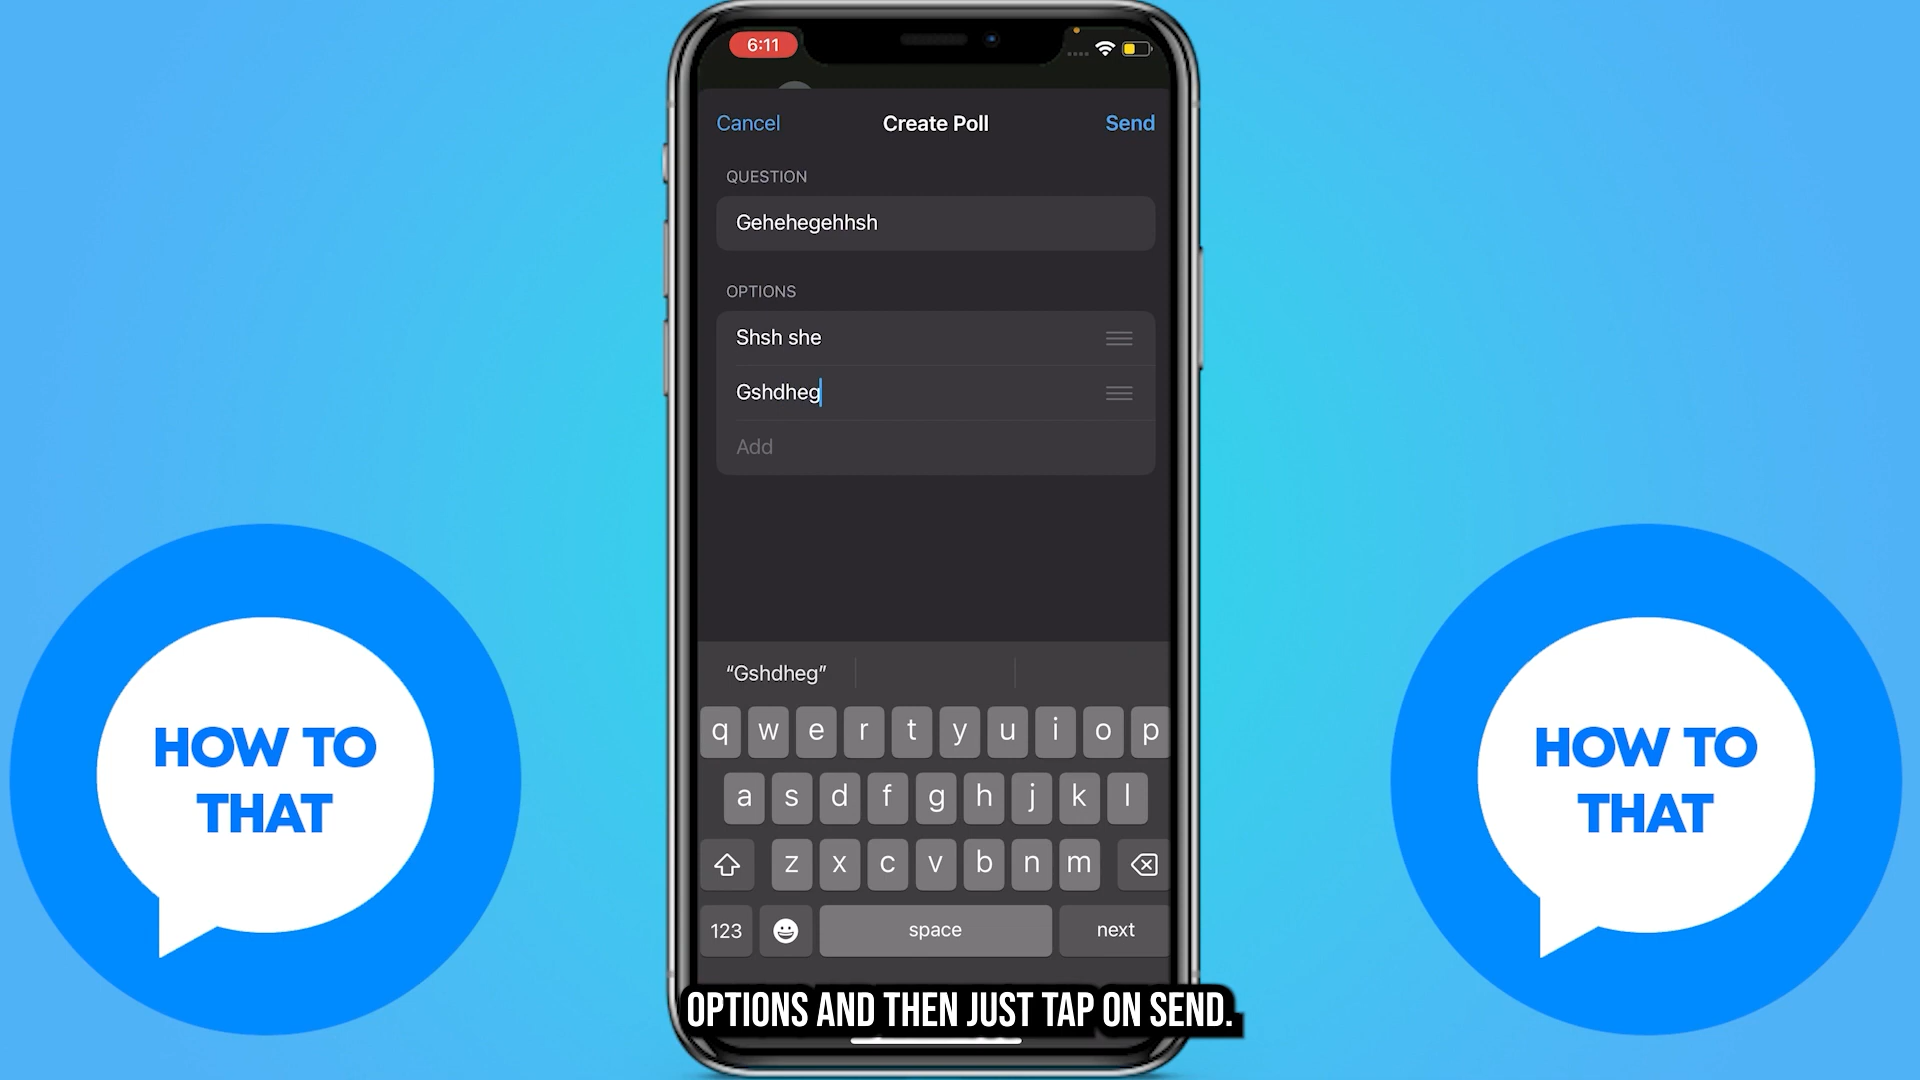 6:11
Cancel
Create Poll
Send
QUESTION
Gehehegehhsh
OPTIONS
Shsh she
Gshdheg
Add
“Gshdheg”
q w e r t y u i o p
a s d f g h j k l
z x c v b n m
123
space
next
HOW TO
THAT
HOW TO
THAT
OPTIONS AND THEN JUST TAP ON SEND.